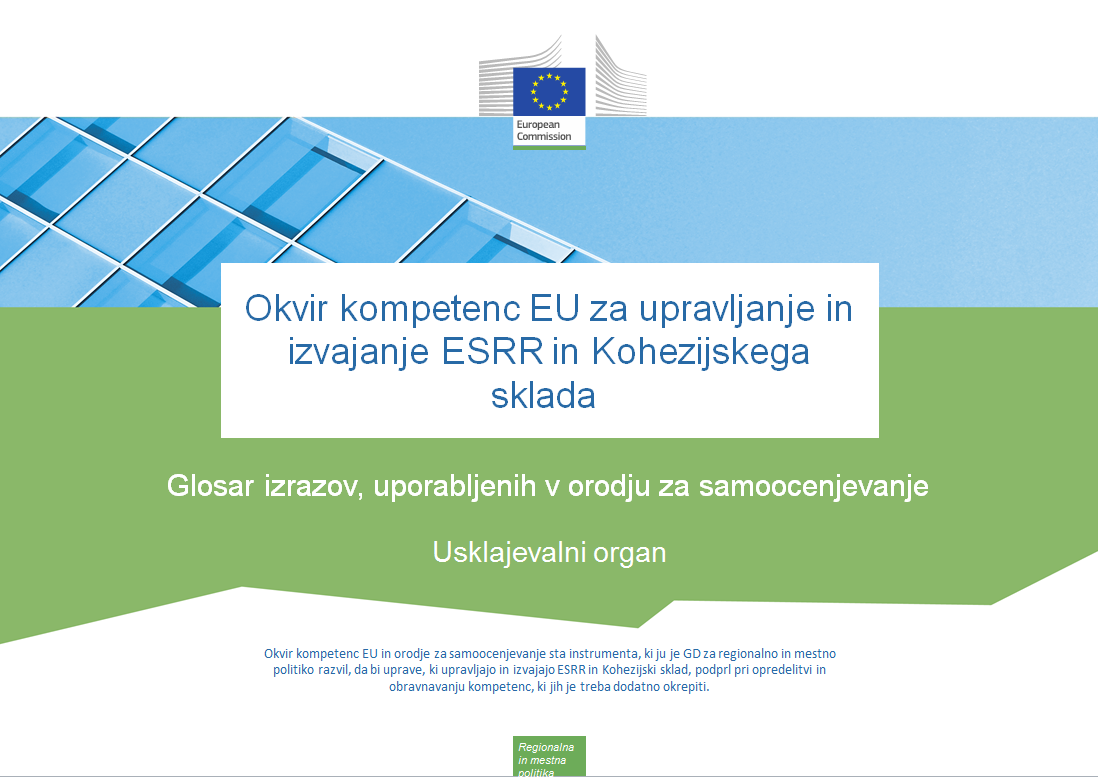 European
Commission
Okvir kompetenc EU za upravljanje in
izvajanje ESRR in Kohezijskega
sklada
Glosar izrazov, uporabljenih v orodju za samoocenjevanje
Usklajevalni organ
Okvir kompetenc EU in orodje za samoocenjevanje sta instrumenta, ki ju je GD za regionalno in mestno
politiko razvil, da bi uprave, ki upravljajo in izvajajo ESRR in Kohezijski sklad, podprl pri opredelitvi in
obravnavanju kompetenc, ki jih je treba dodatno okrepiti.
Regionalna
in mestna
politika